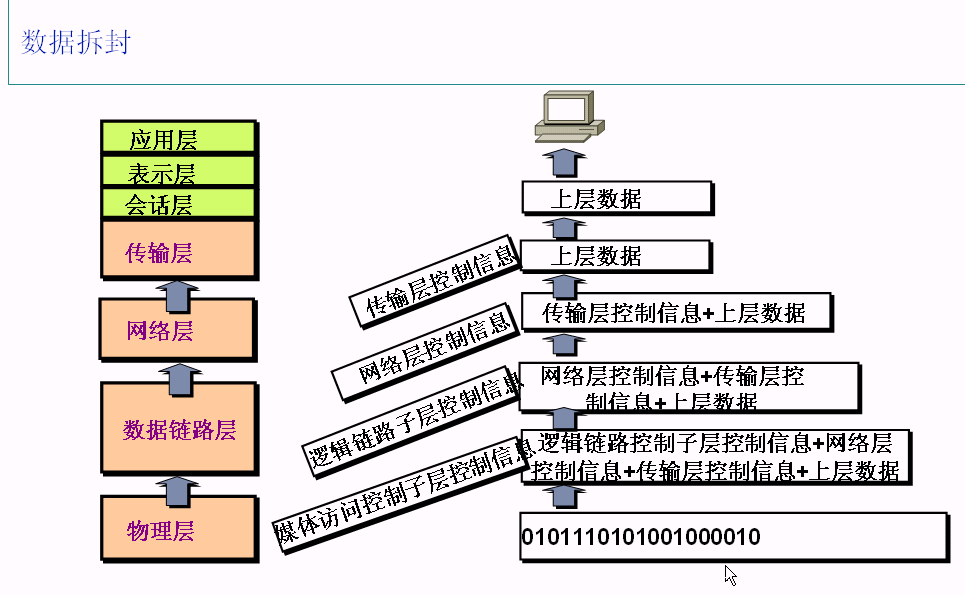 数据拆封
应用层
表示层
会话层
传输层
网络层
数据链路层
物理层
上层数据
上层数据
传输层控制信息
传输层控制信息+上层数据
网络层控制信息
网络层控制信息+传输层控
制信息+上层数据
逻辑链路子层控制信息
逻辑链路控制子层控制信息+网络层
控制信息+传输层控制信息+上层数据
媒体访问控制子层控制信息
0101110101001000010